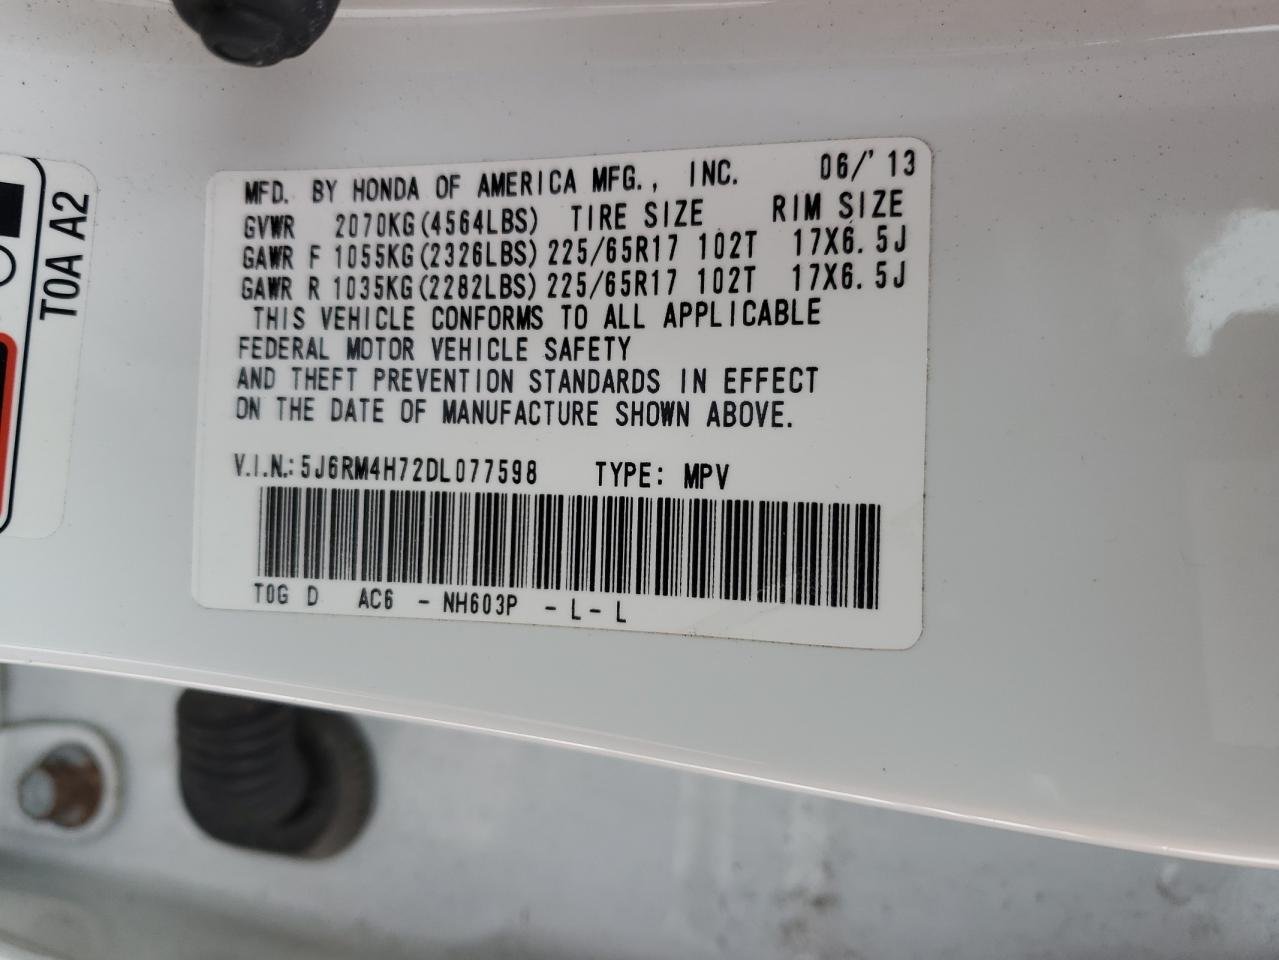 MFD. BY HONDA OF AMERICA MFG., INC. 06/'13
GVWR 2070KG(4564LBS) TIRE SIZE RIM SIZE
GAWR F 1055KG(2326LBS) 225/65R17 102T 17X6.5J
GAWR R 1035KG(2282LBS) 225/65R17 102T 17X6.5J
THIS VEHICLE CONFORMS TO ALL APPLICABLE
FEDERAL MOTOR VEHICLE SAFETY
AND THEFT PREVENTION STANDARDS IN EFFECT
ON THE DATE OF MANUFACTURE SHOWN ABOVE.
V.I.N.: 5J6RM4H72DL077598 TYPE: MPV
T0G D AC6 - NH603P - L - L
T0A A2